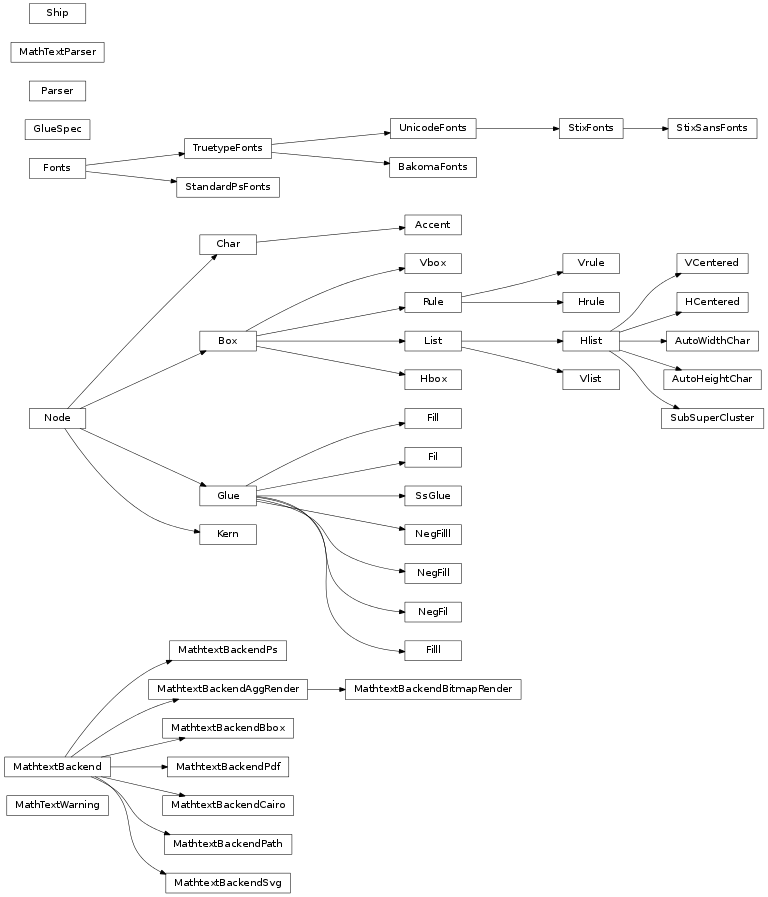 Ship
MathTextParser
Parser
GlueSpec
UnicodeFonts
StixFonts
StixSansFonts
TruetypeFonts
Fonts
BakomaFonts
StandardPsFonts
Accent
Char
Vbox
Vrule
VCentered
Rule
Hrule
HCentered
Box
List
Hlist
AutoWidthChar
Hbox
Vlist
AutoHeightChar
Node
Fill
SubSuperCluster
Fil
Glue
SsGlue
Kern
NegFilll
NegFill
NegFil
Filll
MathtextBackendPs
MathtextBackendAggRender
MathtextBackendBitmapRender
MathtextBackendBbox
MathtextBackend
MathtextBackendPdf
MathTextWarning
MathtextBackendCairo
MathtextBackendPath
MathtextBackendSvg